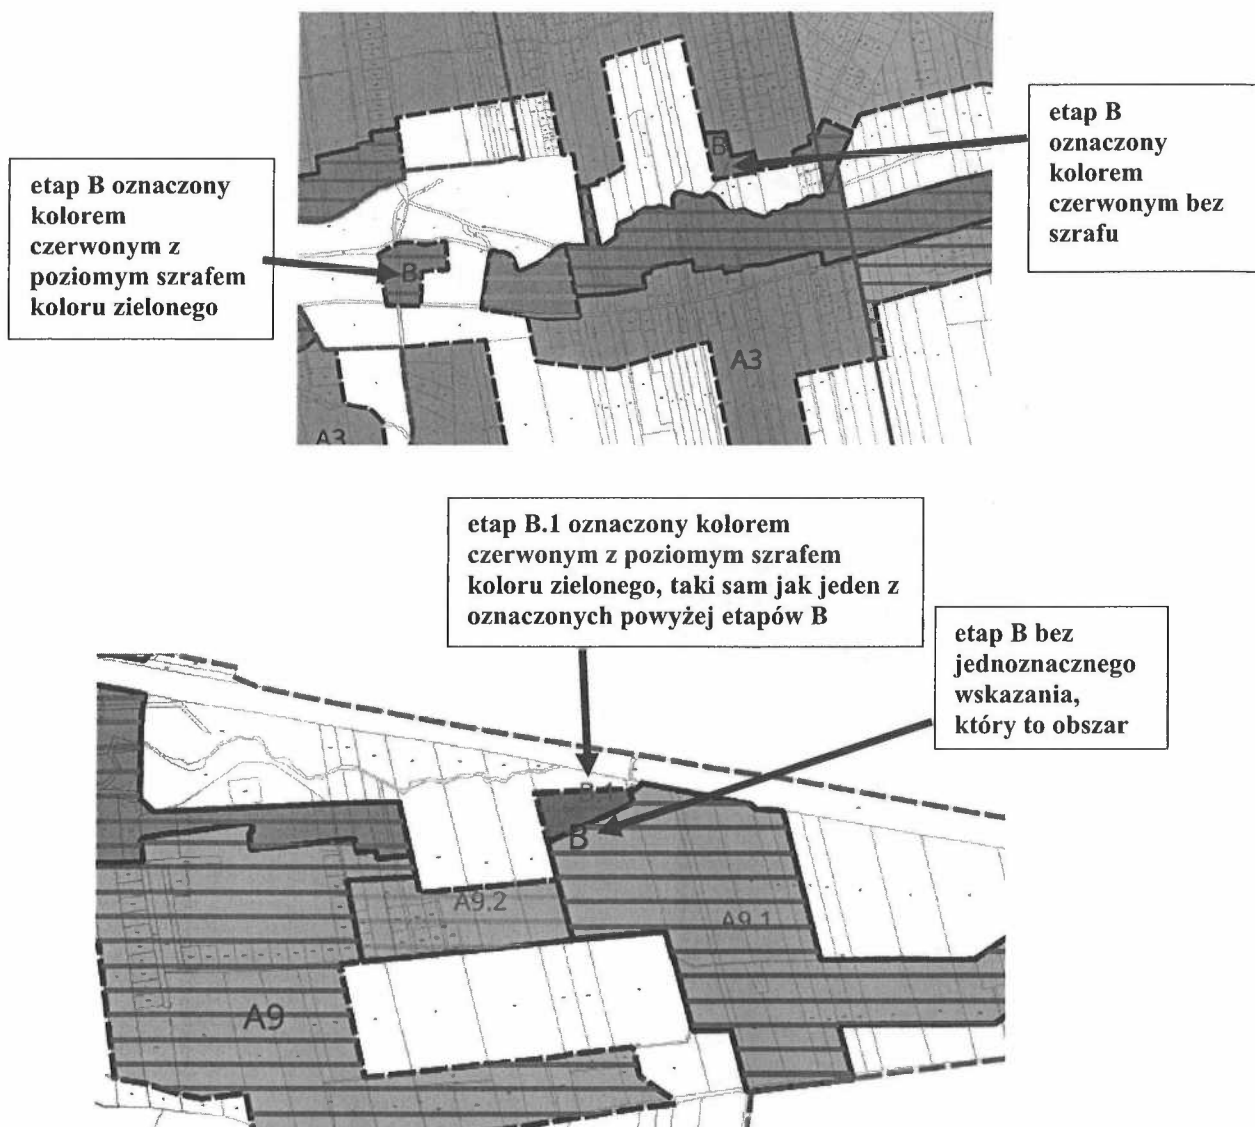 etap B
oznaczony
kolorem
czerwonym bez
szrafu
etap B oznaczony
kolorem
czerwonym z
poziomym szrafem
koloru zielonego
B
B
A3
A3
etap B.1 oznaczony kolorem
czerwonym z poziomym szrafem
koloru zielonego, taki sam jak jeden z
oznaczonych powyżej etapów B
etap B bez
jednoznacznego
wskazania,
który to obszar
B
A9.2
A9.1
A9